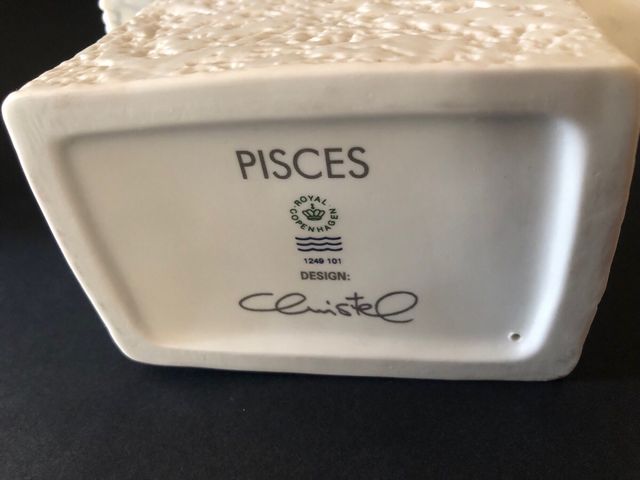 PISCES
ROYAL COPENHAGEN
1249 101
DESIGN:
Christel